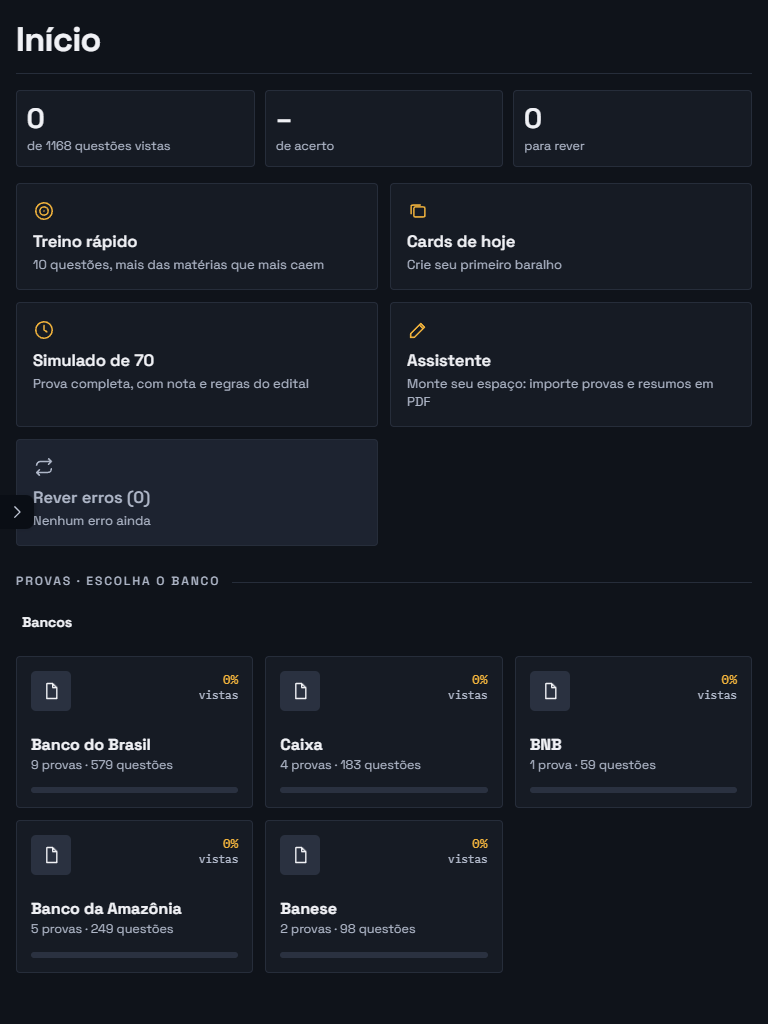 Início
0
de 1168 questões vistas
–
de acerto
0
para rever
Treino rápido
10 questões, mais das matérias que mais caem
Cards de hoje
Crie seu primeiro baralho
Simulado de 70
Prova completa, com nota e regras do edital
Assistente
Monte seu espaço: importe provas e resumos em
PDF
Rever erros (0)
Nenhum erro ainda
PROVAS · ESCOLHA O BANCO
Bancos
0%
vistas
Banco do Brasil
9 provas · 579 questões
0%
vistas
Caixa
4 provas · 183 questões
0%
vistas
BNB
1 prova · 59 questões
0%
vistas
Banco da Amazônia
5 provas · 249 questões
0%
vistas
Banese
2 provas · 98 questões